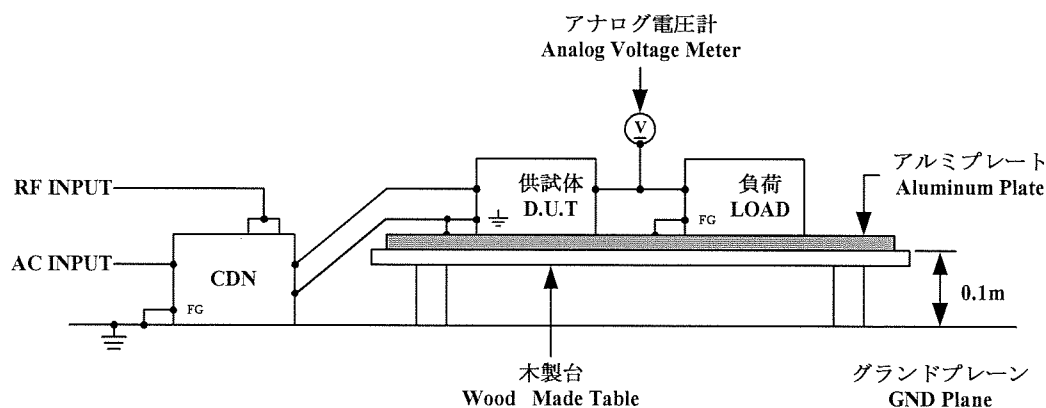 アナログ電圧計
Analog Voltage Meter
V
供試体
D.U.T
負荷
LOAD
FG
アルミプレート
Aluminum Plate
RF INPUT
AC INPUT
CDN
FG
0.1m
木製台
Wood Made Table
グランドプレーン
GND Plane